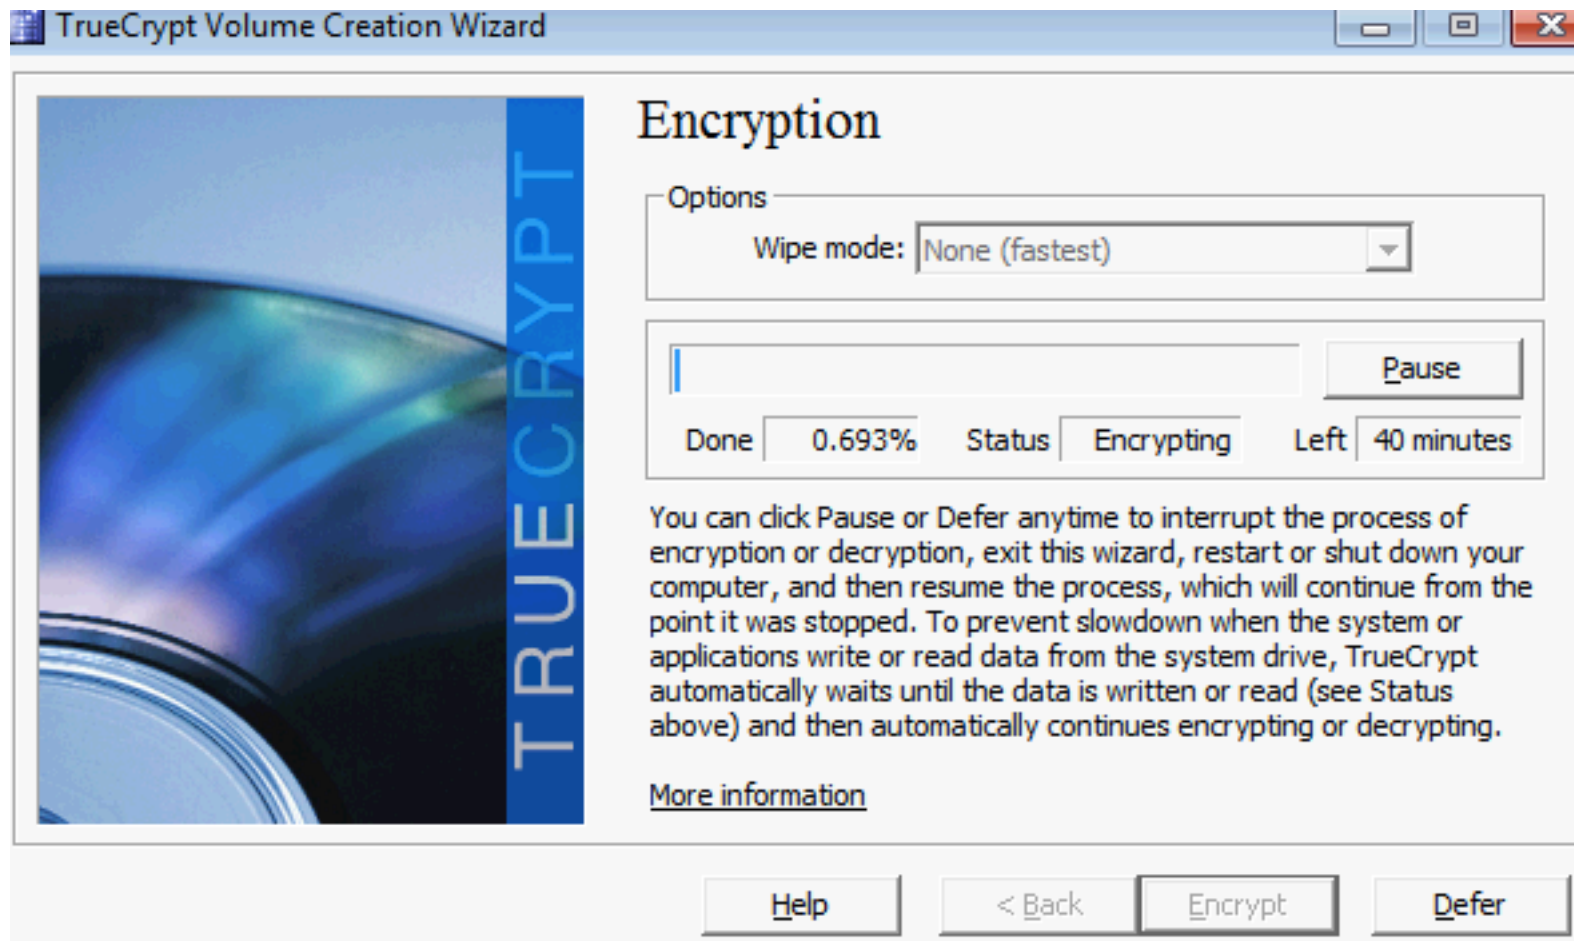 TrueCrypt Volume Creation Wizard
TRUECRYPT
Encryption
Options
Wipe mode: None (fastest)
Pause
Done 0.693% Status Encrypting Left 40 minutes
You can click Pause or Defer anytime to interrupt the process of
encryption or decryption, exit this wizard, restart or shut down your
computer, and then resume the process, which will continue from the
point it was stopped. To prevent slowdown when the system or
applications write or read data from the system drive, TrueCrypt
automatically waits until the data is written or read (see Status
above) and then automatically continues encrypting or decrypting.
More information
Help < Back Encrypt Defer